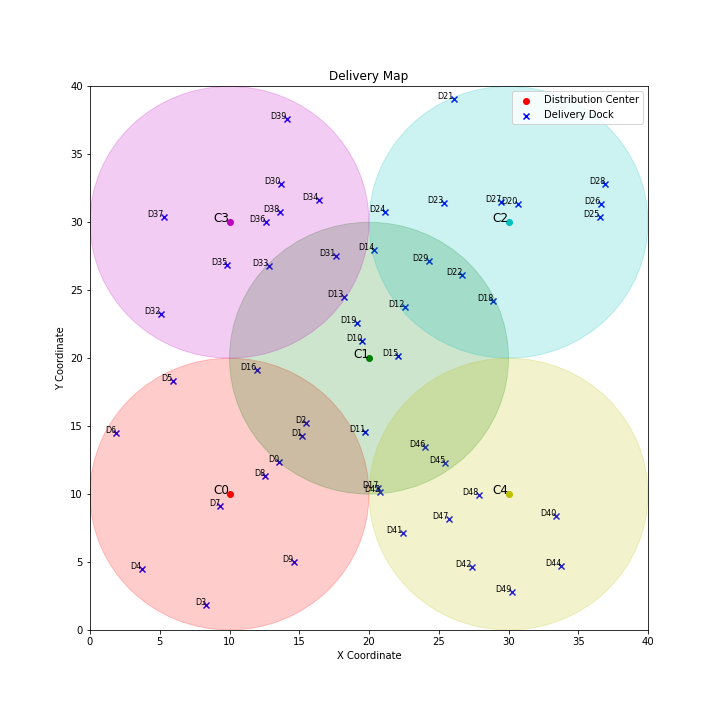 Delivery Map
Distribution Center
Delivery Dock
Y Coordinate
40
35
30
25
20
15
10
5
0
D21
D39
D30
D28
D34
D23
D27
D20
D26
D38
D24
D37
D36
C3
C2
D25
D14
D31
D29
D35
D33
D22
D13
D18
D12
D32
D19
D10
C1
D15
D16
D5
D2
D6
D1
D11
D46
D0
D45
D8
D17
C0
D48
C4
D7
D40
D47
D41
D9
D4
D42
D44
D49
D3
0
5
10
15
20
25
30
35
40
X Coordinate